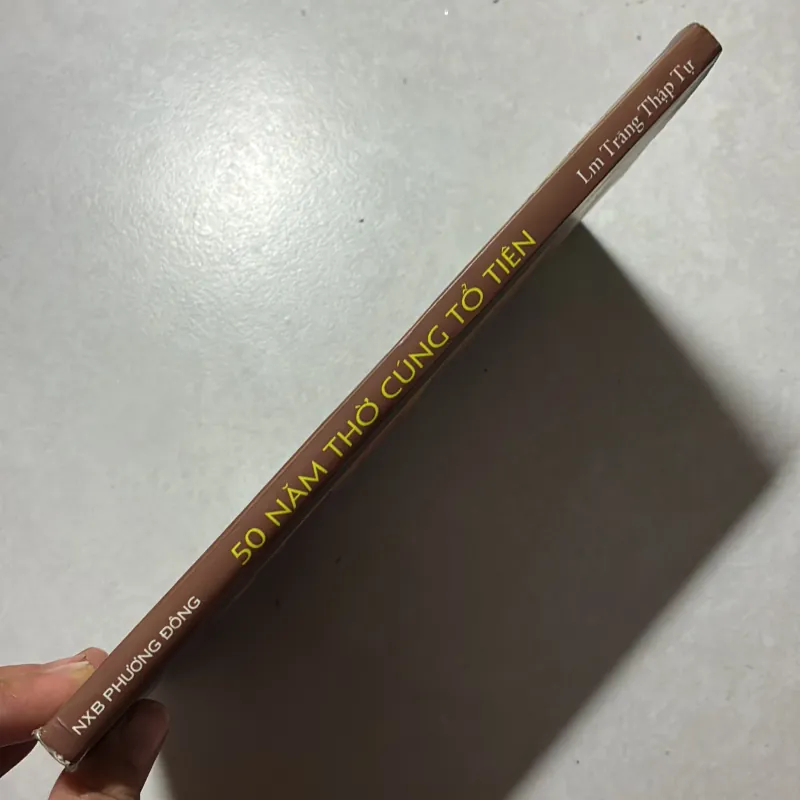 NXB PHƯƠNG ĐÔNG
50 NĂM THỜ CÚNG TỔ TIÊN
Lm Trăng Thập Tự